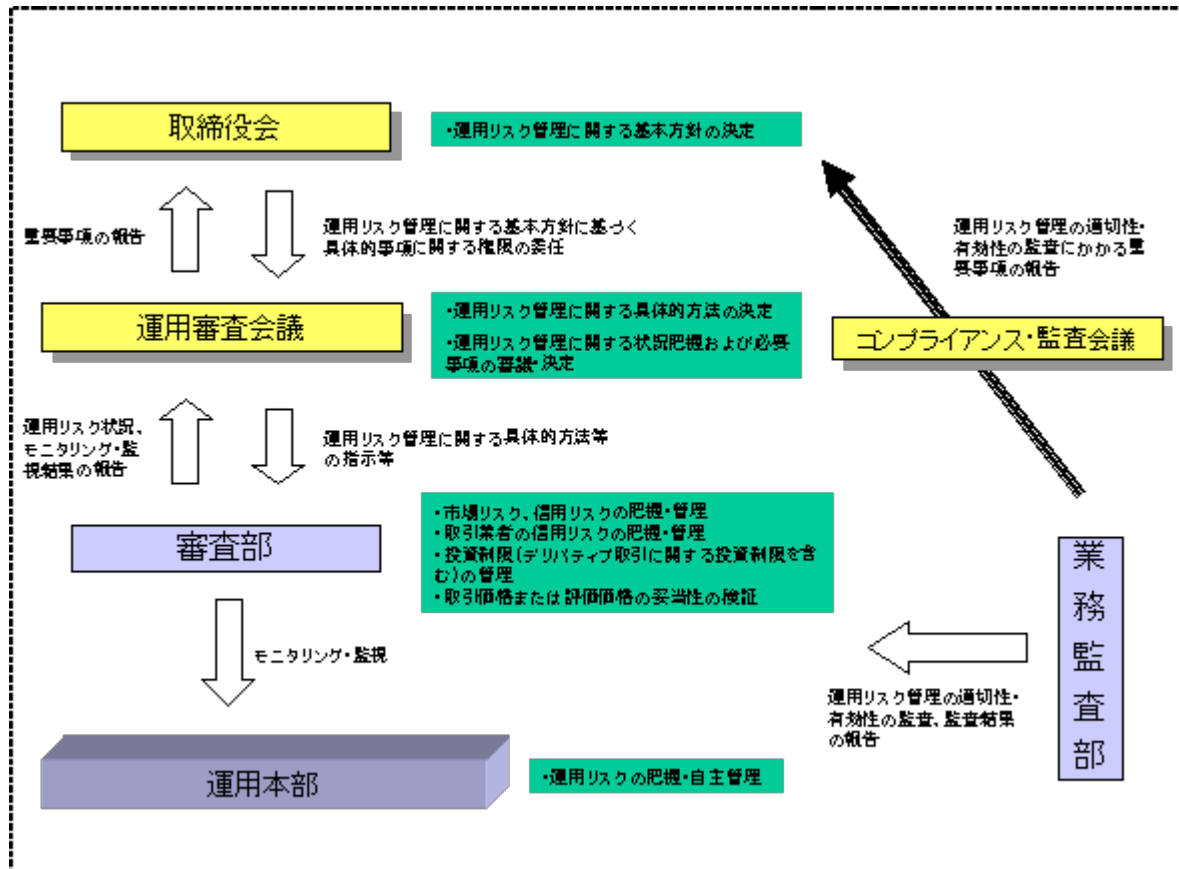 取締役会
・運用リスク管理に関する基本方針の決定
重要事項の報告
運用リスク管理に関する基本方針に基づく
具体的事項に関する権限の委任
運用リスク管理の適切性・
有効性の監査にかかる重
要事項の報告
運用審査会議
・運用リスク管理に関する具体的方法の決定
・運用リスク管理に関する状況把握および必要
事項の審議・決定
コンプライアンス・監査会議
運用リスク状況、
モニタリング・監
視結果の報告
運用リスク管理に関する具体的方法等
の指示等
審査部
・市場リスク、信用リスクの把握・管理
・取引業者の信用リスクの把握・管理
・投資制限(デリバティブ取引に関する投資制限を含
む)の管理
・取引価格または評価価格の妥当性の検証
業務監査部
モニタリング・監視
運用リスク管理の適切性・
有効性の監査、監査結果
の報告
運用本部
・運用リスクの把握・自主管理